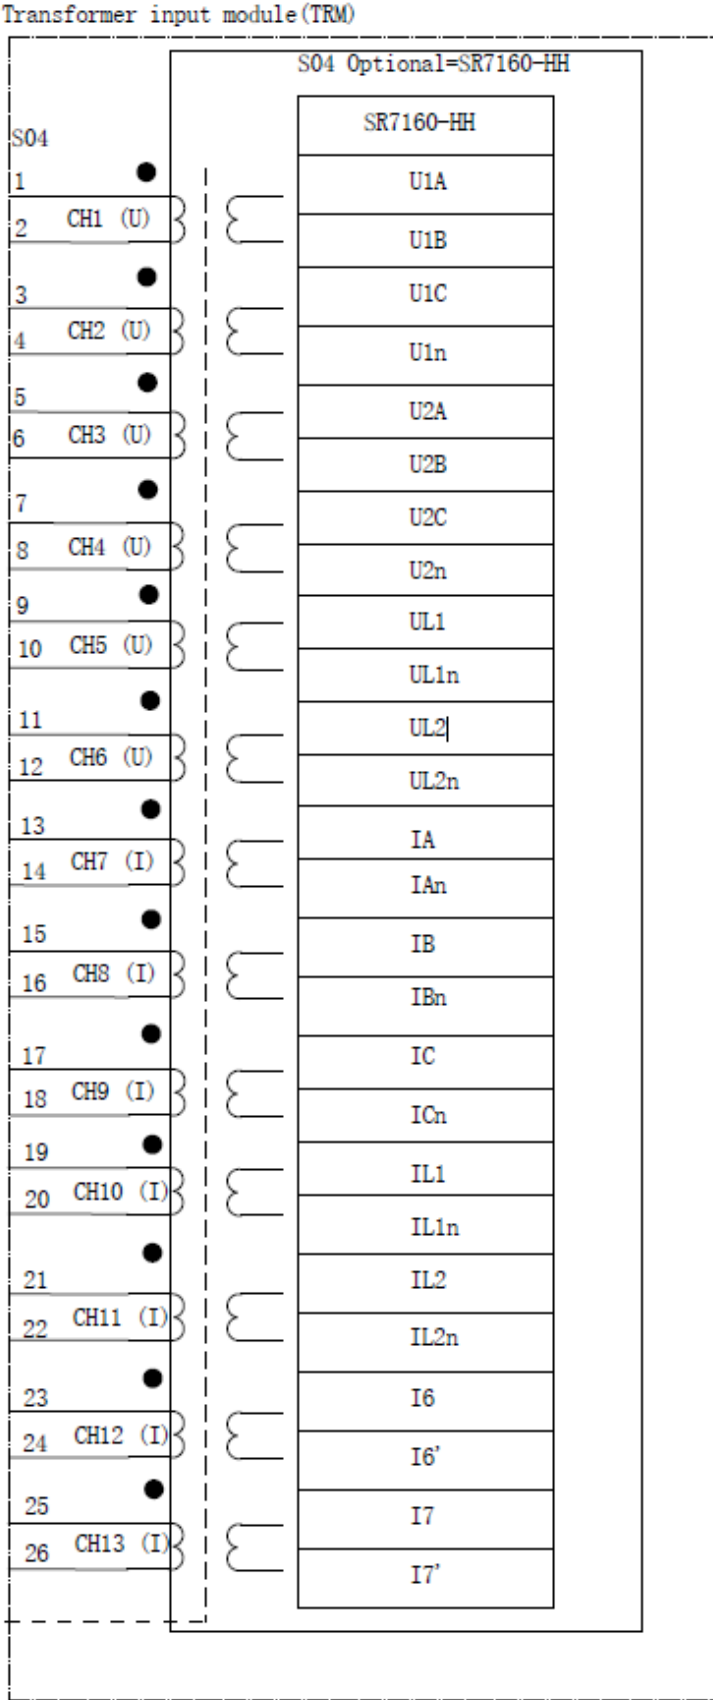 Transformer input module(TRM)
S04 Optional=SR7160-HH
SR7160-HH
S04
1
U1A
2 CH1 (U)
U1B
3
U1C
4 CH2 (U)
U1n
5
U2A
6 CH3 (U)
U2B
7
U2C
8 CH4 (U)
U2n
9
UL1
10 CH5 (U)
UL1n
11
UL2
12 CH6 (U)
UL2n
13
IA
14 CH7 (I)
IAn
15
IB
16 CH8 (I)
IBn
17
IC
18 CH9 (I)
ICn
19
IL1
20 CH10 (I)
IL1n
21
IL2
22 CH11 (I)
IL2n
23
I6
24 CH12 (I)
I6'
25
I7
26 CH13 (I)
I7'